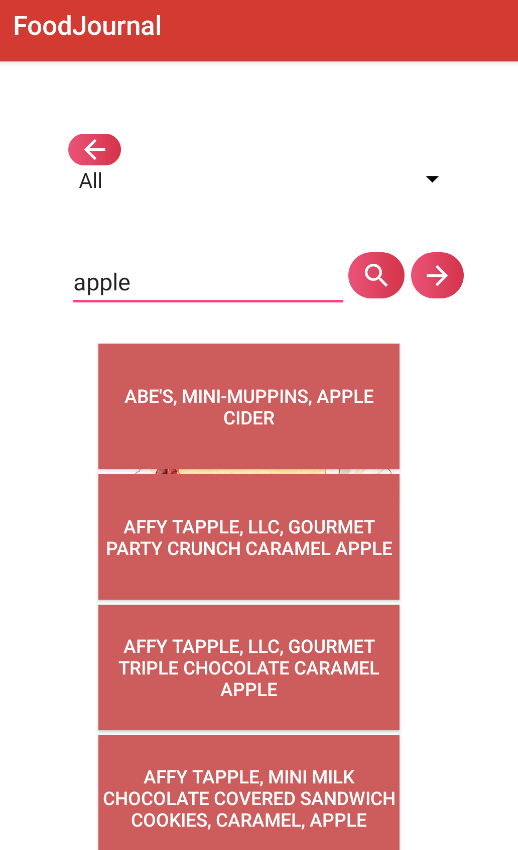 FoodJournal
All
apple
ABE'S, MINI-MUPPINS, APPLE
CIDER
AFFY TAPPLE, LLC, GOURMET
PARTY CRUNCH CARAMEL APPLE
AFFY TAPPLE, LLC, GOURMET
TRIPLE CHOCOLATE CARAMEL
APPLE
AFFY TAPPLE, MINI MILK
CHOCOLATE COVERED SANDWICH
COOKIES, CARAMEL, APPLE